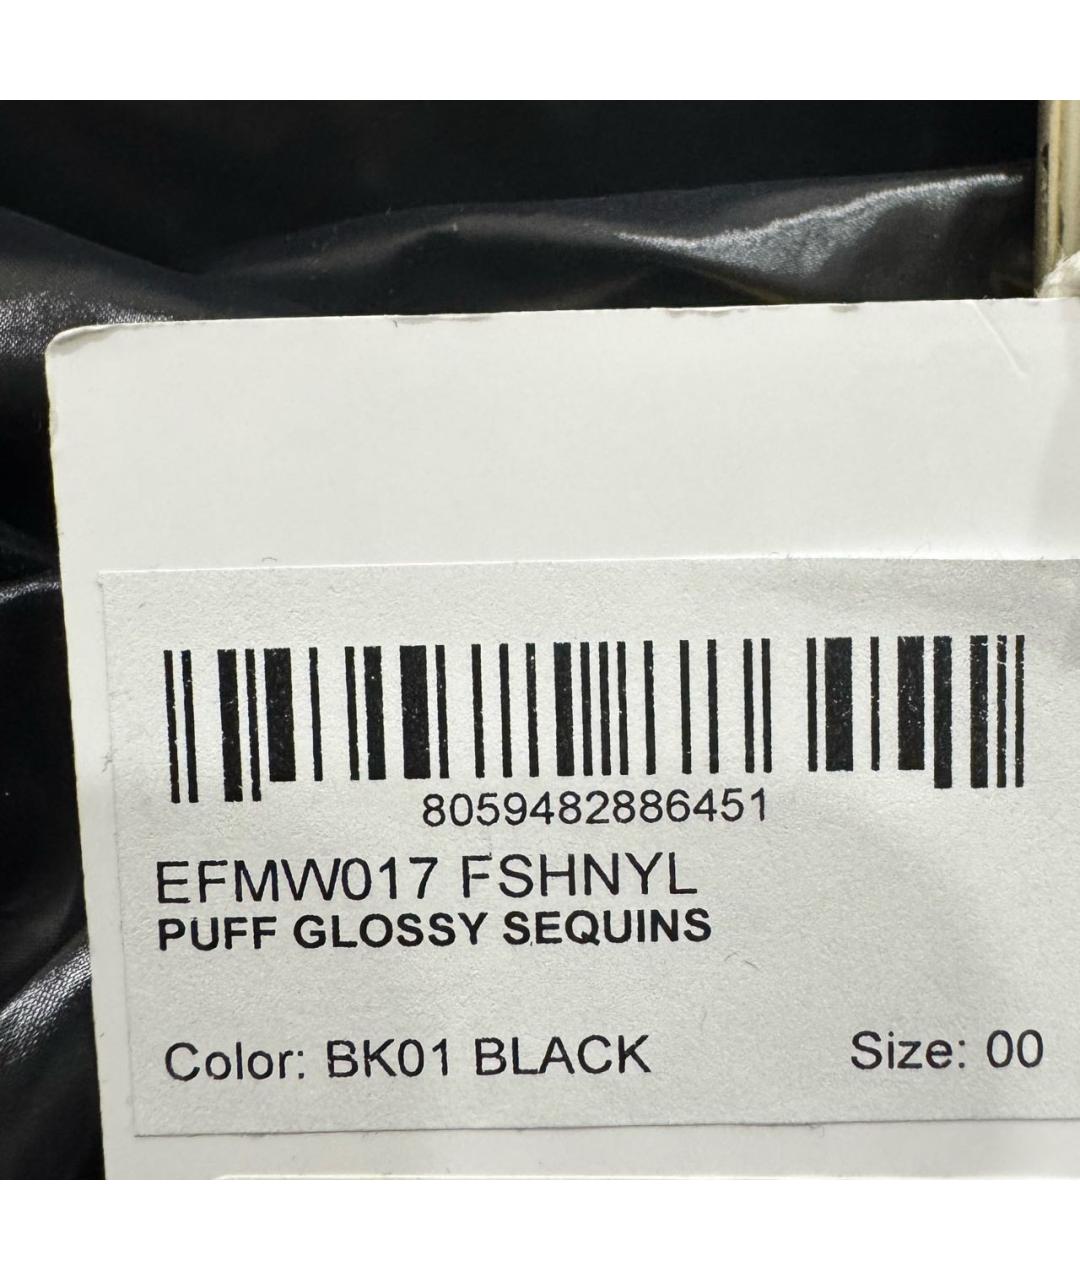 8059482886451
EFMW017 FSHNYL
PUFF GLOSSY SEQUINS
Color: BK01 BLACK Size: 00